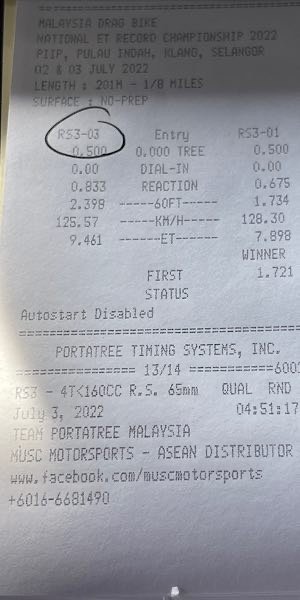 MALAYSIA DRAG BIKE
NATIONAL ET RECORD CHAMPIONSHIP 2022
PIIP, PULAU INDAH, KLANG, SELANGOR
02 & 03 JULY 2022
LENGTH : 201M - 1/8 MILES
SURFACE : NO-PREP
RS3-03 Entry RS3-01
0.500 0.000 TREE 0.500
0.00 DIAL-IN 0.00
0.833 REACTION 0.675
2.398 -----60FT----- 1.734
125.57 -----KM/H----- 128.30
9.461 ------ET------ 7.898
WINNER
FIRST 1.721
STATUS
Autostart Disabled
PORTATREE TIMING SYSTEMS, INC.
================ 13/14 ===========6001
RS3 - 4T<160CC R.S. 65mm QUAL RND
July 3, 2022 04:51:17
TEAM PORTATREE MALAYSIA
MUSC MOTORSPORTS - ASEAN DISTRIBUTOR
www.facebook.com/muscmotorsports
+6016-6681490